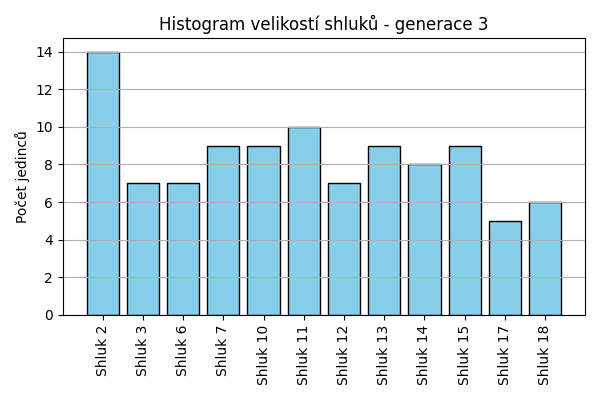 Histogram velikostí shluků - generace 3
Počet jedinců
14
12
10
8
6
4
2
0
Shluk 2
Shluk 3
Shluk 6
Shluk 7
Shluk 10
Shluk 11
Shluk 12
Shluk 13
Shluk 14
Shluk 15
Shluk 17
Shluk 18